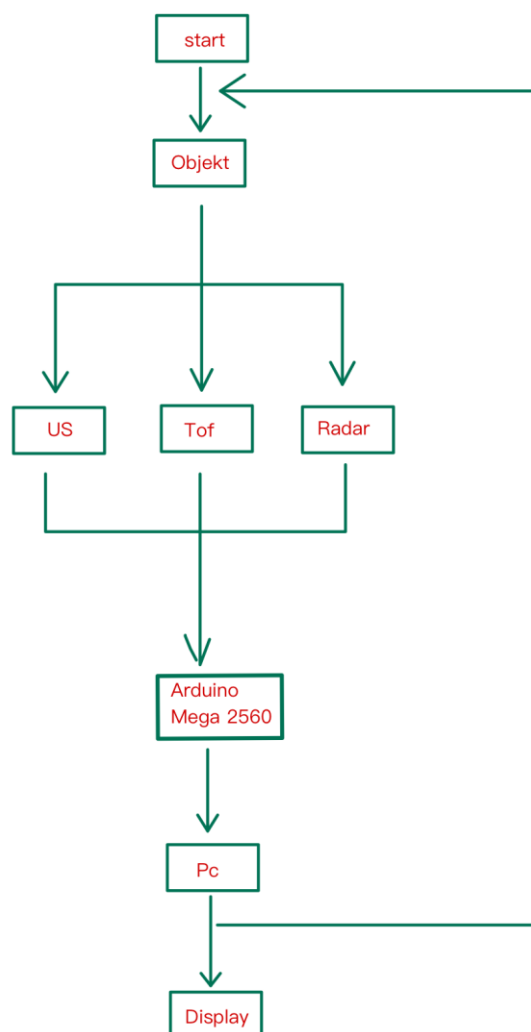 start
Objekt
US
Tof
Radar
Arduino
Mega 2560
Pc
Display